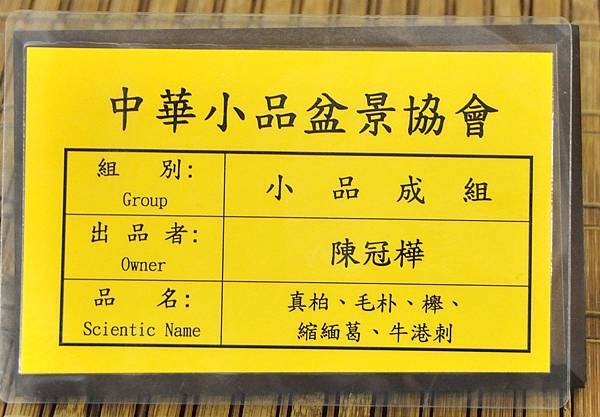 中華小品盆景協會
組 別:
Group
小品成組
出品者:
Owner
陳冠樺
品 名:
Scientic Name
真柏、毛朴、櫸、
縮緬葛、牛港刺